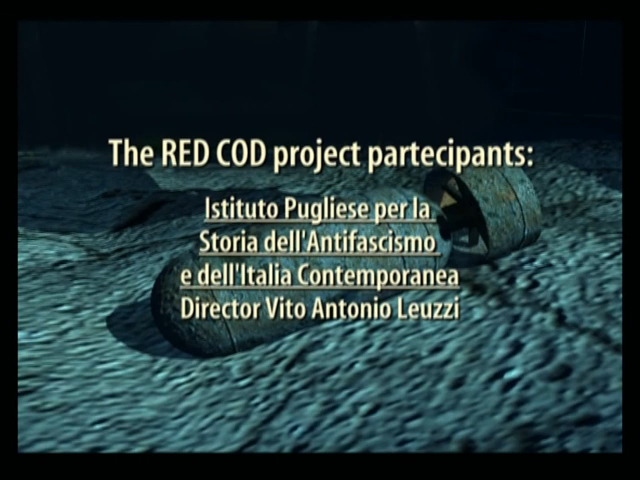 The RED COD project partecipants:
Istituto Pugliese per la
Storia dell'Antifascismo
e dell'Italia Contemporanea
Director Vito Antonio Leuzzi